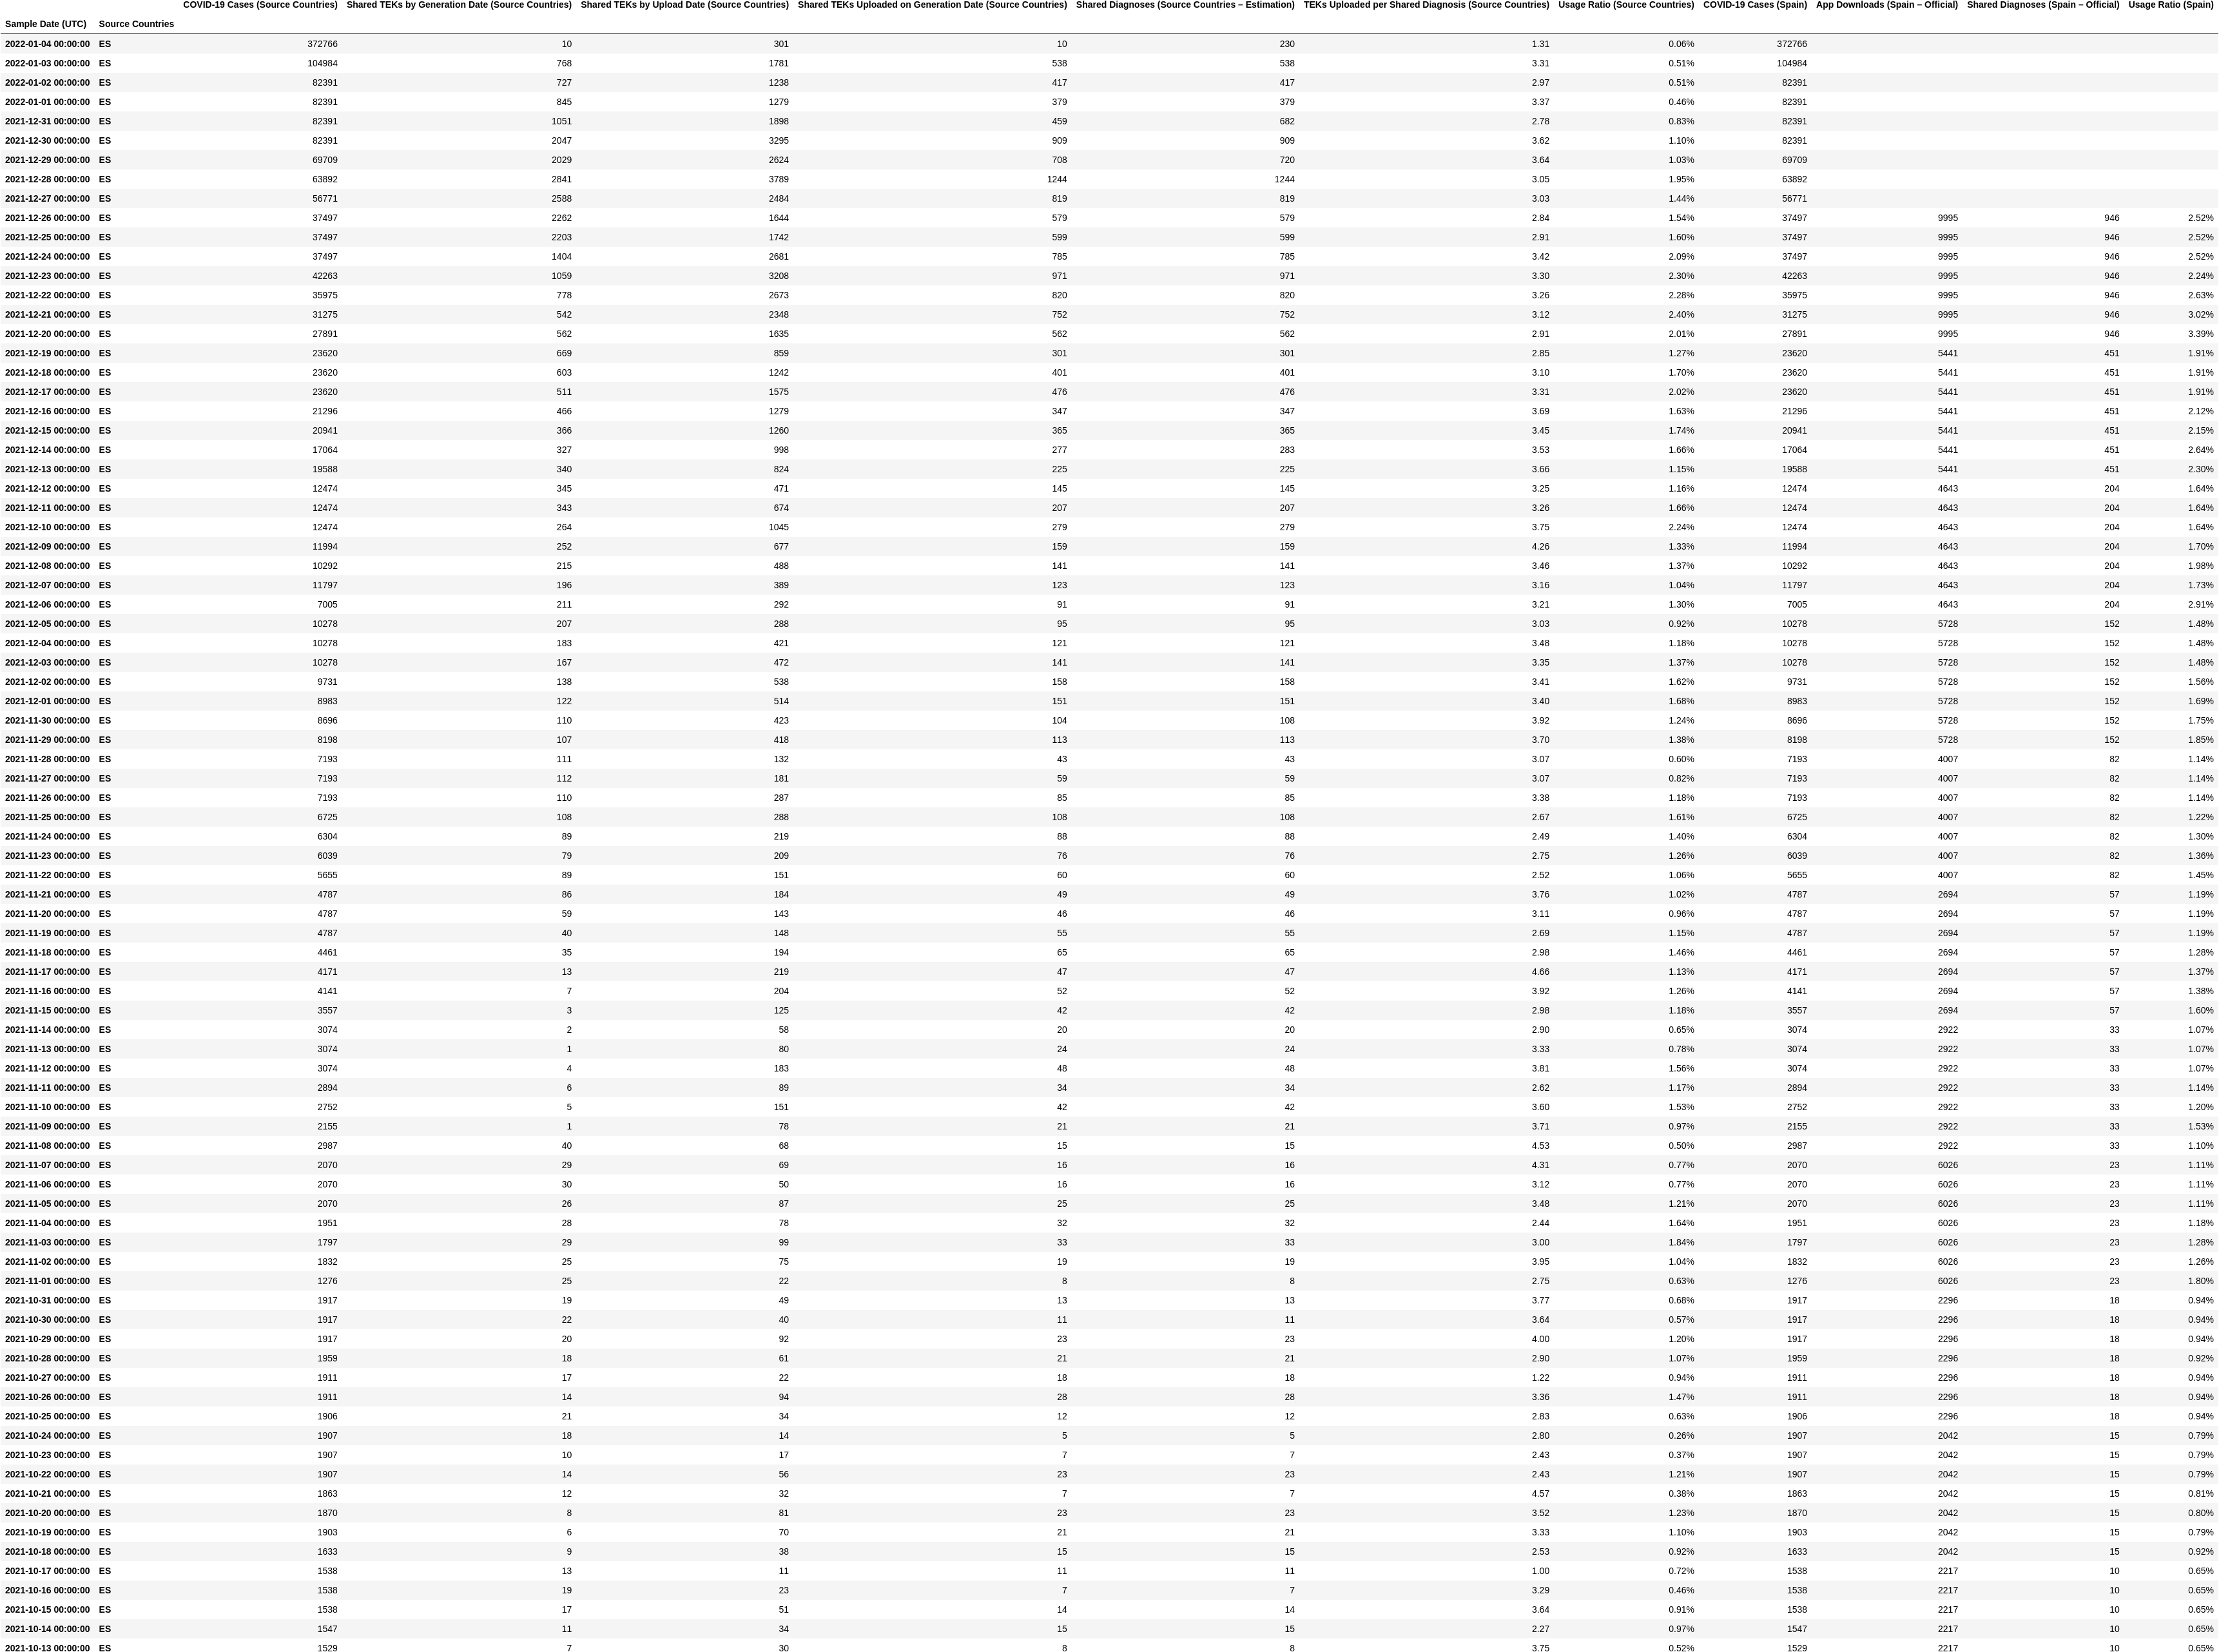 COVID-19 Cases (Source Countries) Shared TEKs by Generation Date (Source Countries) Shared TEKs by Upload Date (Source Countries) Shared TEKs Uploaded on Generation Date (Source Countries) Shared Diagnoses (Source Countries – Estimation) TEKs Uploaded per Shared Diagnosis (Source Countries) Usage Ratio (Source Countries) COVID-19 Cases (Spain) App Downloads (Spain – Official) Shared Diagnoses (Spain – Official) Usage Ratio (Spain)
Sample Date (UTC) Source Countries
2022-01-04 00:00:00 ES 372766 10 301 10 230 1.31 0.06% 372766
2022-01-03 00:00:00 ES 104984 768 1781 538 538 3.31 0.51% 104984
2022-01-02 00:00:00 ES 82391 727 1238 417 417 2.97 0.51% 82391
2022-01-01 00:00:00 ES 82391 845 1279 379 379 3.37 0.46% 82391
2021-12-31 00:00:00 ES 82391 1051 1898 459 682 2.78 0.83% 82391
2021-12-30 00:00:00 ES 82391 2047 3295 909 909 3.62 1.10% 82391
2021-12-29 00:00:00 ES 69709 2029 2624 708 720 3.64 1.03% 69709
2021-12-28 00:00:00 ES 63892 2841 3789 1244 1244 3.05 1.95% 63892
2021-12-27 00:00:00 ES 56771 2588 2484 819 819 3.03 1.44% 56771
2021-12-26 00:00:00 ES 37497 2262 1644 579 579 2.84 1.54% 37497 9995 946 2.52%
2021-12-25 00:00:00 ES 37497 2203 1742 599 599 2.91 1.60% 37497 9995 946 2.52%
2021-12-24 00:00:00 ES 37497 1404 2681 785 785 3.42 2.09% 37497 9995 946 2.52%
2021-12-23 00:00:00 ES 42263 1059 3208 971 971 3.30 2.30% 42263 9995 946 2.24%
2021-12-22 00:00:00 ES 35975 778 2673 820 820 3.26 2.28% 35975 9995 946 2.63%
2021-12-21 00:00:00 ES 31275 542 2348 752 752 3.12 2.40% 31275 9995 946 3.02%
2021-12-20 00:00:00 ES 27891 562 1635 562 562 2.91 2.01% 27891 9995 946 3.39%
2021-12-19 00:00:00 ES 23620 669 859 301 301 2.85 1.27% 23620 5441 451 1.91%
2021-12-18 00:00:00 ES 23620 603 1242 401 401 3.10 1.70% 23620 5441 451 1.91%
2021-12-17 00:00:00 ES 23620 511 1575 476 476 3.31 2.02% 23620 5441 451 1.91%
2021-12-16 00:00:00 ES 21296 466 1279 347 347 3.69 1.63% 21296 5441 451 2.12%
2021-12-15 00:00:00 ES 20941 366 1260 365 365 3.45 1.74% 20941 5441 451 2.15%
2021-12-14 00:00:00 ES 17064 327 998 277 283 3.53 1.66% 17064 5441 451 2.64%
2021-12-13 00:00:00 ES 19588 340 824 225 225 3.66 1.15% 19588 5441 451 2.30%
2021-12-12 00:00:00 ES 12474 345 471 145 145 3.25 1.16% 12474 4643 204 1.64%
2021-12-11 00:00:00 ES 12474 343 674 207 207 3.26 1.66% 12474 4643 204 1.64%
2021-12-10 00:00:00 ES 12474 264 1045 279 279 3.75 2.24% 12474 4643 204 1.64%
2021-12-09 00:00:00 ES 11994 252 677 159 159 4.26 1.33% 11994 4643 204 1.70%
2021-12-08 00:00:00 ES 10292 215 488 141 141 3.46 1.37% 10292 4643 204 1.98%
2021-12-07 00:00:00 ES 11797 196 389 123 123 3.16 1.04% 11797 4643 204 1.73%
2021-12-06 00:00:00 ES 7005 211 292 91 91 3.21 1.30% 7005 4643 204 2.91%
2021-12-05 00:00:00 ES 10278 207 288 95 95 3.03 0.92% 10278 5728 152 1.48%
2021-12-04 00:00:00 ES 10278 183 421 121 121 3.48 1.18% 10278 5728 152 1.48%
2021-12-03 00:00:00 ES 10278 167 472 141 141 3.35 1.37% 10278 5728 152 1.48%
2021-12-02 00:00:00 ES 9731 138 538 158 158 3.41 1.62% 9731 5728 152 1.56%
2021-12-01 00:00:00 ES 8983 122 514 151 151 3.40 1.68% 8983 5728 152 1.69%
2021-11-30 00:00:00 ES 8696 110 423 104 108 3.92 1.24% 8696 5728 152 1.75%
2021-11-29 00:00:00 ES 8198 107 418 113 113 3.70 1.38% 8198 5728 152 1.85%
2021-11-28 00:00:00 ES 7193 111 132 43 43 3.07 0.60% 7193 4007 82 1.14%
2021-11-27 00:00:00 ES 7193 112 181 59 59 3.07 0.82% 7193 4007 82 1.14%
2021-11-26 00:00:00 ES 7193 110 287 85 85 3.38 1.18% 7193 4007 82 1.14%
2021-11-25 00:00:00 ES 6725 108 288 108 108 2.67 1.61% 6725 4007 82 1.22%
2021-11-24 00:00:00 ES 6304 89 219 88 88 2.49 1.40% 6304 4007 82 1.30%
2021-11-23 00:00:00 ES 6039 79 209 76 76 2.75 1.26% 6039 4007 82 1.36%
2021-11-22 00:00:00 ES 5655 89 151 60 60 2.52 1.06% 5655 4007 82 1.45%
2021-11-21 00:00:00 ES 4787 86 184 49 49 3.76 1.02% 4787 2694 57 1.19%
2021-11-20 00:00:00 ES 4787 59 143 46 46 3.11 0.96% 4787 2694 57 1.19%
2021-11-19 00:00:00 ES 4787 40 148 55 55 2.69 1.15% 4787 2694 57 1.19%
2021-11-18 00:00:00 ES 4461 35 194 65 65 2.98 1.46% 4461 2694 57 1.28%
2021-11-17 00:00:00 ES 4171 13 219 47 47 4.66 1.13% 4171 2694 57 1.37%
2021-11-16 00:00:00 ES 4141 7 204 52 52 3.92 1.26% 4141 2694 57 1.38%
2021-11-15 00:00:00 ES 3557 3 125 42 42 2.98 1.18% 3557 2694 57 1.60%
2021-11-14 00:00:00 ES 3074 2 58 20 20 2.90 0.65% 3074 2922 33 1.07%
2021-11-13 00:00:00 ES 3074 1 80 24 24 3.33 0.78% 3074 2922 33 1.07%
2021-11-12 00:00:00 ES 3074 4 183 48 48 3.81 1.56% 3074 2922 33 1.07%
2021-11-11 00:00:00 ES 2894 6 89 34 34 2.62 1.17% 2894 2922 33 1.14%
2021-11-10 00:00:00 ES 2752 5 151 42 42 3.60 1.53% 2752 2922 33 1.20%
2021-11-09 00:00:00 ES 2155 1 78 21 21 3.71 0.97% 2155 2922 33 1.53%
2021-11-08 00:00:00 ES 2987 40 68 15 15 4.53 0.50% 2987 2922 33 1.10%
2021-11-07 00:00:00 ES 2070 29 69 16 16 4.31 0.77% 2070 6026 23 1.11%
2021-11-06 00:00:00 ES 2070 30 50 16 16 3.12 0.77% 2070 6026 23 1.11%
2021-11-05 00:00:00 ES 2070 26 87 25 25 3.48 1.21% 2070 6026 23 1.11%
2021-11-04 00:00:00 ES 1951 28 78 32 32 2.44 1.64% 1951 6026 23 1.18%
2021-11-03 00:00:00 ES 1797 29 99 33 33 3.00 1.84% 1797 6026 23 1.28%
2021-11-02 00:00:00 ES 1832 25 75 19 19 3.95 1.04% 1832 6026 23 1.26%
2021-11-01 00:00:00 ES 1276 25 22 8 8 2.75 0.63% 1276 6026 23 1.80%
2021-10-31 00:00:00 ES 1917 19 49 13 13 3.77 0.68% 1917 2296 18 0.94%
2021-10-30 00:00:00 ES 1917 22 40 11 11 3.64 0.57% 1917 2296 18 0.94%
2021-10-29 00:00:00 ES 1917 20 92 23 23 4.00 1.20% 1917 2296 18 0.94%
2021-10-28 00:00:00 ES 1959 18 61 21 21 2.90 1.07% 1959 2296 18 0.92%
2021-10-27 00:00:00 ES 1911 17 22 18 18 1.22 0.94% 1911 2296 18 0.94%
2021-10-26 00:00:00 ES 1911 14 94 28 28 3.36 1.47% 1911 2296 18 0.94%
2021-10-25 00:00:00 ES 1906 21 34 12 12 2.83 0.63% 1906 2296 18 0.94%
2021-10-24 00:00:00 ES 1907 18 14 5 5 2.80 0.26% 1907 2042 15 0.79%
2021-10-23 00:00:00 ES 1907 10 17 7 7 2.43 0.37% 1907 2042 15 0.79%
2021-10-22 00:00:00 ES 1907 14 56 23 23 2.43 1.21% 1907 2042 15 0.79%
2021-10-21 00:00:00 ES 1863 12 32 7 7 4.57 0.38% 1863 2042 15 0.81%
2021-10-20 00:00:00 ES 1870 8 81 23 23 3.52 1.23% 1870 2042 15 0.80%
2021-10-19 00:00:00 ES 1903 6 70 21 21 3.33 1.10% 1903 2042 15 0.79%
2021-10-18 00:00:00 ES 1633 9 38 15 15 2.53 0.92% 1633 2042 15 0.92%
2021-10-17 00:00:00 ES 1538 13 11 11 11 1.00 0.72% 1538 2217 10 0.65%
2021-10-16 00:00:00 ES 1538 19 23 7 7 3.29 0.46% 1538 2217 10 0.65%
2021-10-15 00:00:00 ES 1538 17 51 14 14 3.64 0.91% 1538 2217 10 0.65%
2021-10-14 00:00:00 ES 1547 11 34 15 15 2.27 0.97% 1547 2217 10 0.65%
2021-10-13 00:00:00 ES 1529 7 30 8 8 3.75 0.52% 1529 2217 10 0.65%